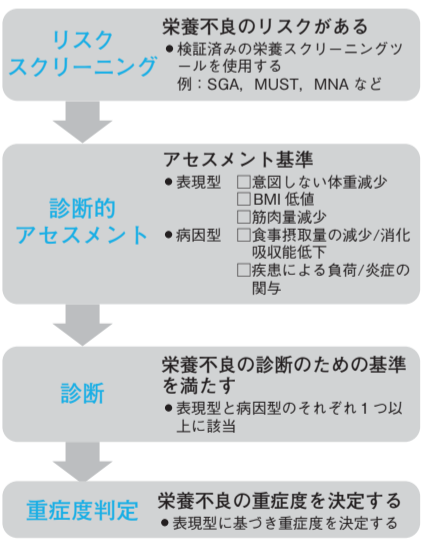 リスク
スクリーニング
栄養不良のリスクがある
●検証済みの栄養スクリーニングツ
ールを使用する
例：SGA，MUST，MNA など
診断的
アセスメント
アセスメント基準
●表現型 □意図しない体重減少
□BMI 低値
□筋肉量減少
●病因型 □食事摂取量の減少/消化
吸収能低下
□疾患による負荷/炎症の
関与
診断
栄養不良の診断のための基準
を満たす
●表現型と病因型のそれぞれ 1 つ以
上に該当
重症度判定
栄養不良の重症度を決定する
●表現型に基づき重症度を決定する